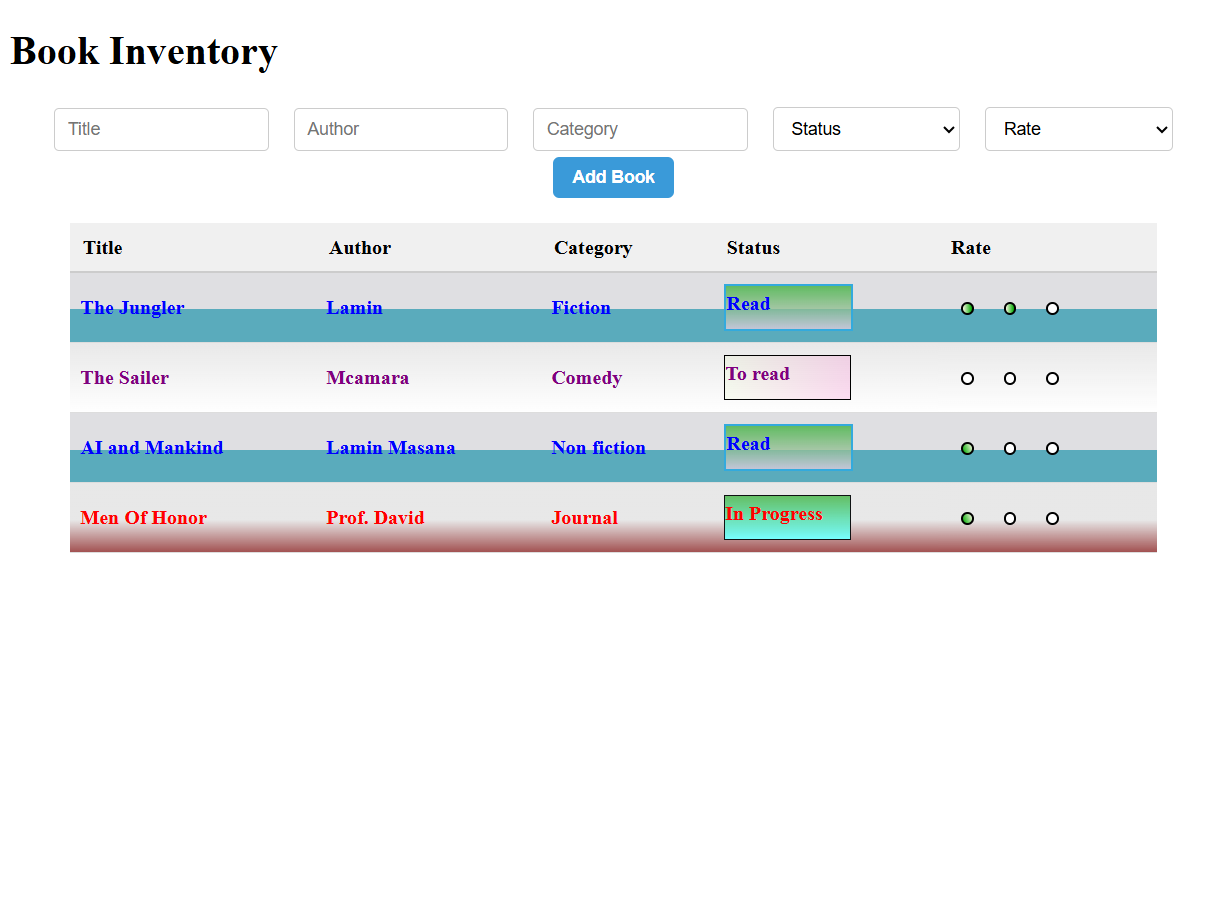 Book Inventory
Title Author Category Status Rate
Add Book
Title Author Category Status Rate
The Jungler Lamin Fiction Read
The Sailer Mcamara Comedy To read
AI and Mankind Lamin Masana Non fiction Read
Men Of Honor Prof. David Journal In Progress